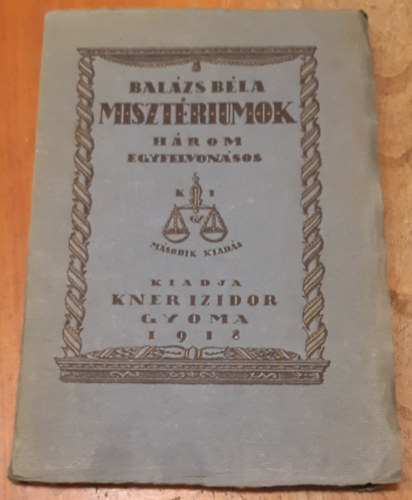 BALÁZS BÉLA
MISZTÉRIUMOK
HÁROM
EGYFELVONÁSOS
K I
MÁSODIK KIADÁS
KIADJA
KNER IZIDOR
GYOMA
1918